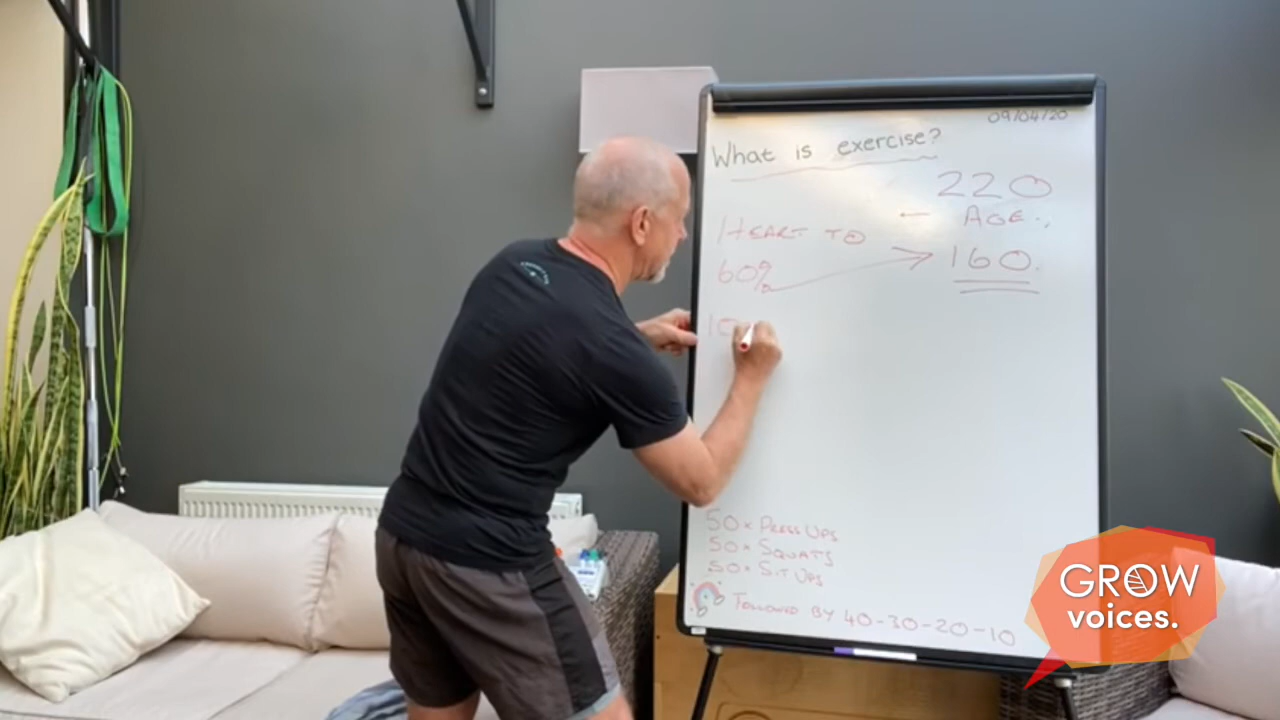 09/04/20
What is exercise?
220
← AGE.,
HEART TO
60% → 160.
10
50 x PRESS UPS
50 x SQUATS
50 x SIT UPS
FOLLOWED BY 40-30-20-10
GROW
voices.